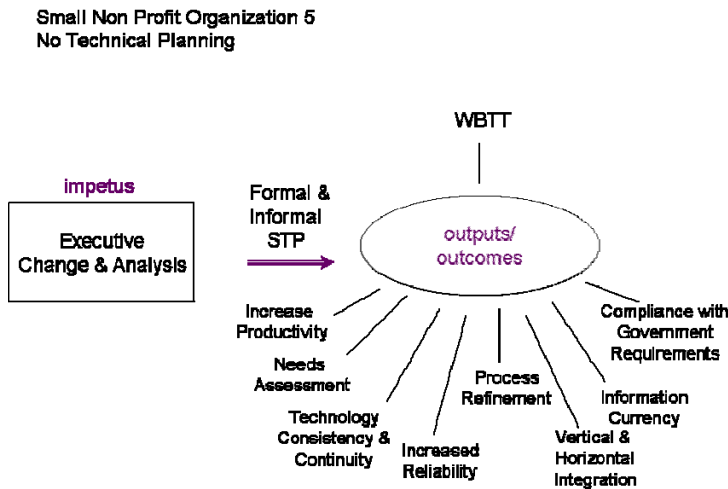 Small Non Profit Organization 5
No Technical Planning
WBTT
impetus
Executive
Change & Analysis
Formal &
Informal
STP
outputs/
outcomes
Increase
Productivity
Needs
Assessment
Technology
Consistency &
Continuity
Increased
Reliability
Process
Refinement
Vertical &
Horizontal
Integration
Information
Currency
Compliance with
Government
Requirements